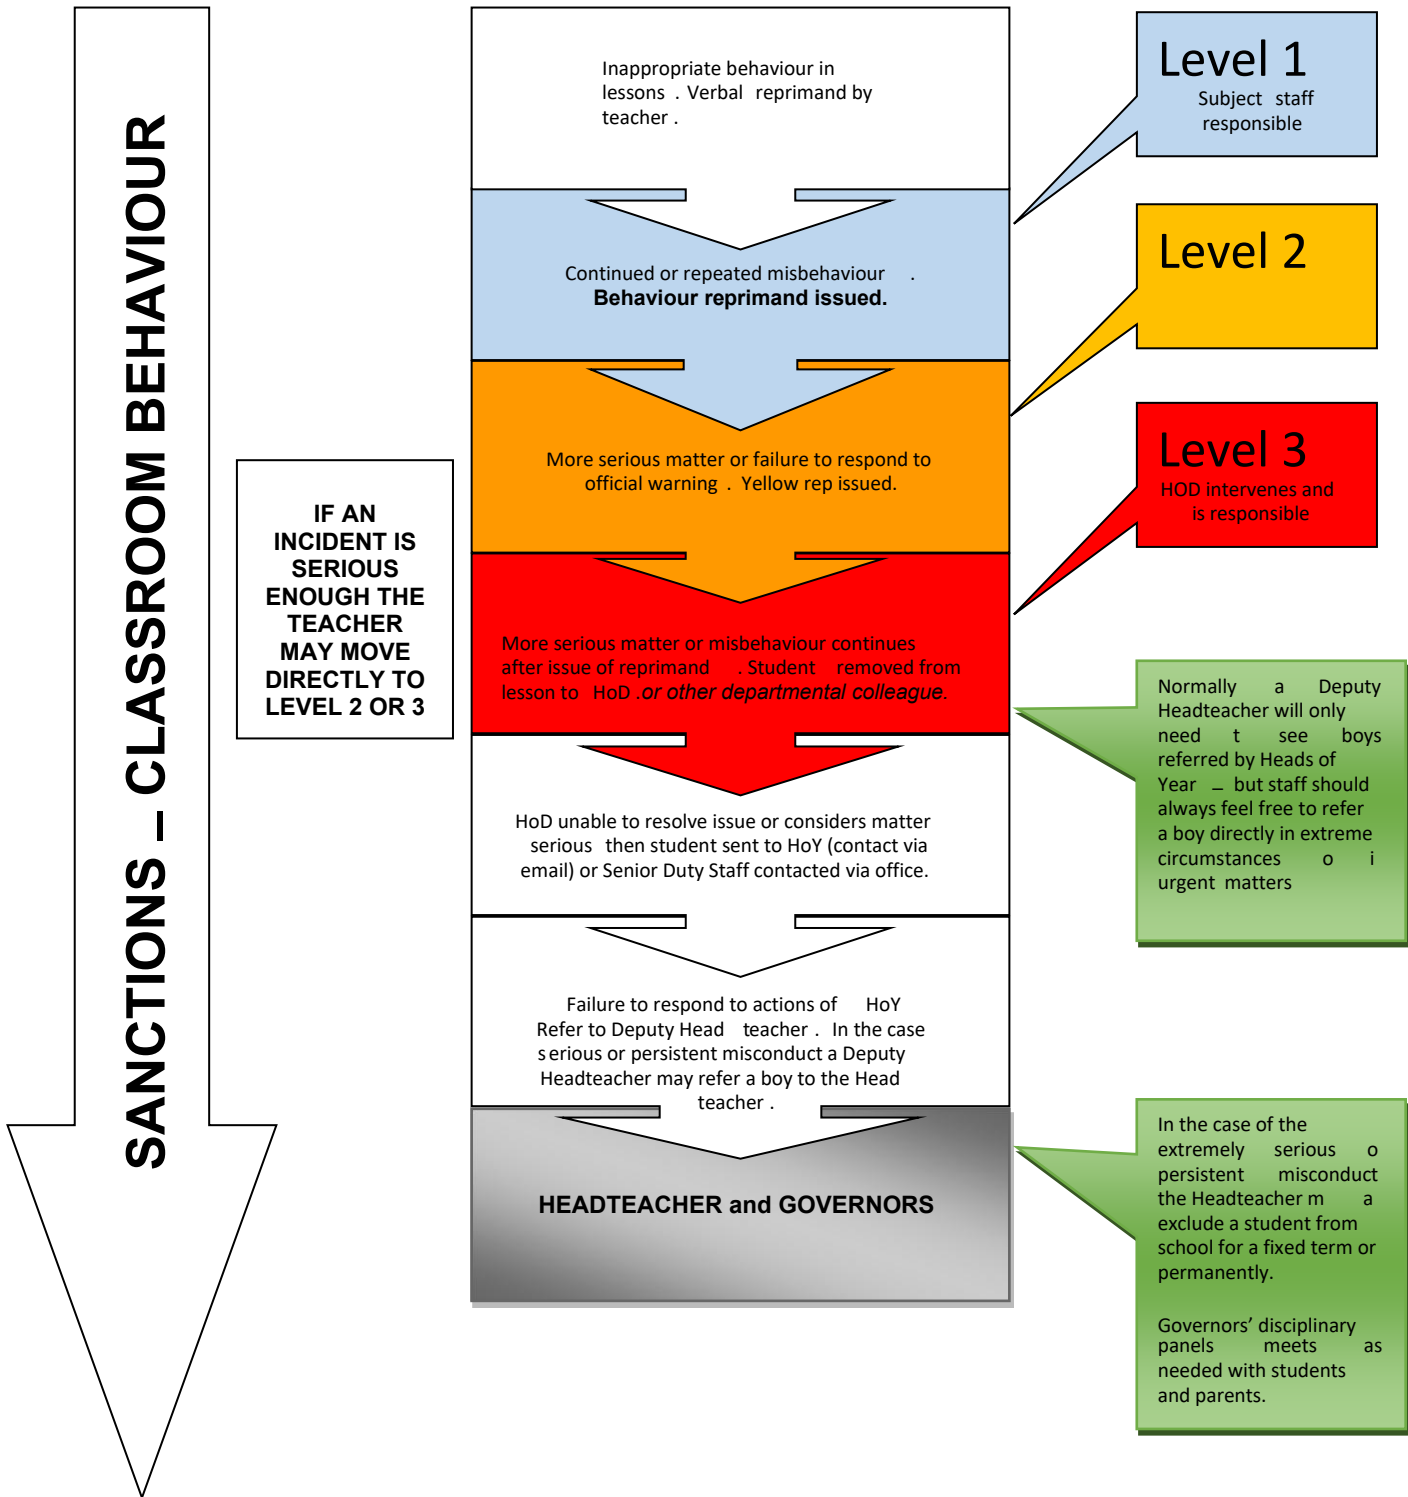 SANCTIONS – CLASSROOM BEHAVIOUR
Inappropriate behaviour in
lessons . Verbal reprimand by
teacher .
Level 1
Subject staff
responsible
Continued or repeated misbehaviour .
Behaviour reprimand issued.
Level 2
More serious matter or failure to respond to
official warning . Yellow rep issued.
Level 3
HOD intervenes and
is responsible
IF AN
INCIDENT IS
SERIOUS
ENOUGH THE
TEACHER
MAY MOVE
DIRECTLY TO
LEVEL 2 OR 3
More serious matter or misbehaviour continues
after issue of reprimand . Student removed from
lesson to HoD .or other departmental colleague.
Normally a Deputy
Headteacher will only
need t see boys
referred by Heads of
Year – but staff should
always feel free to refer
a boy directly in extreme
circumstances o i
urgent matters
HoD unable to resolve issue or considers matter
serious then student sent to HoY (contact via
email) or Senior Duty Staff contacted via office.
Failure to respond to actions of HoY
Refer to Deputy Head teacher . In the case
serious or persistent misconduct a Deputy
Headteacher may refer a boy to the Head
teacher .
HEADTEACHER and GOVERNORS
In the case of the
extremely serious o
persistent misconduct
the Headteacher m a
exclude a student from
school for a fixed term or
permanently.
Governors’ disciplinary
panels meets as
needed with students
and parents.